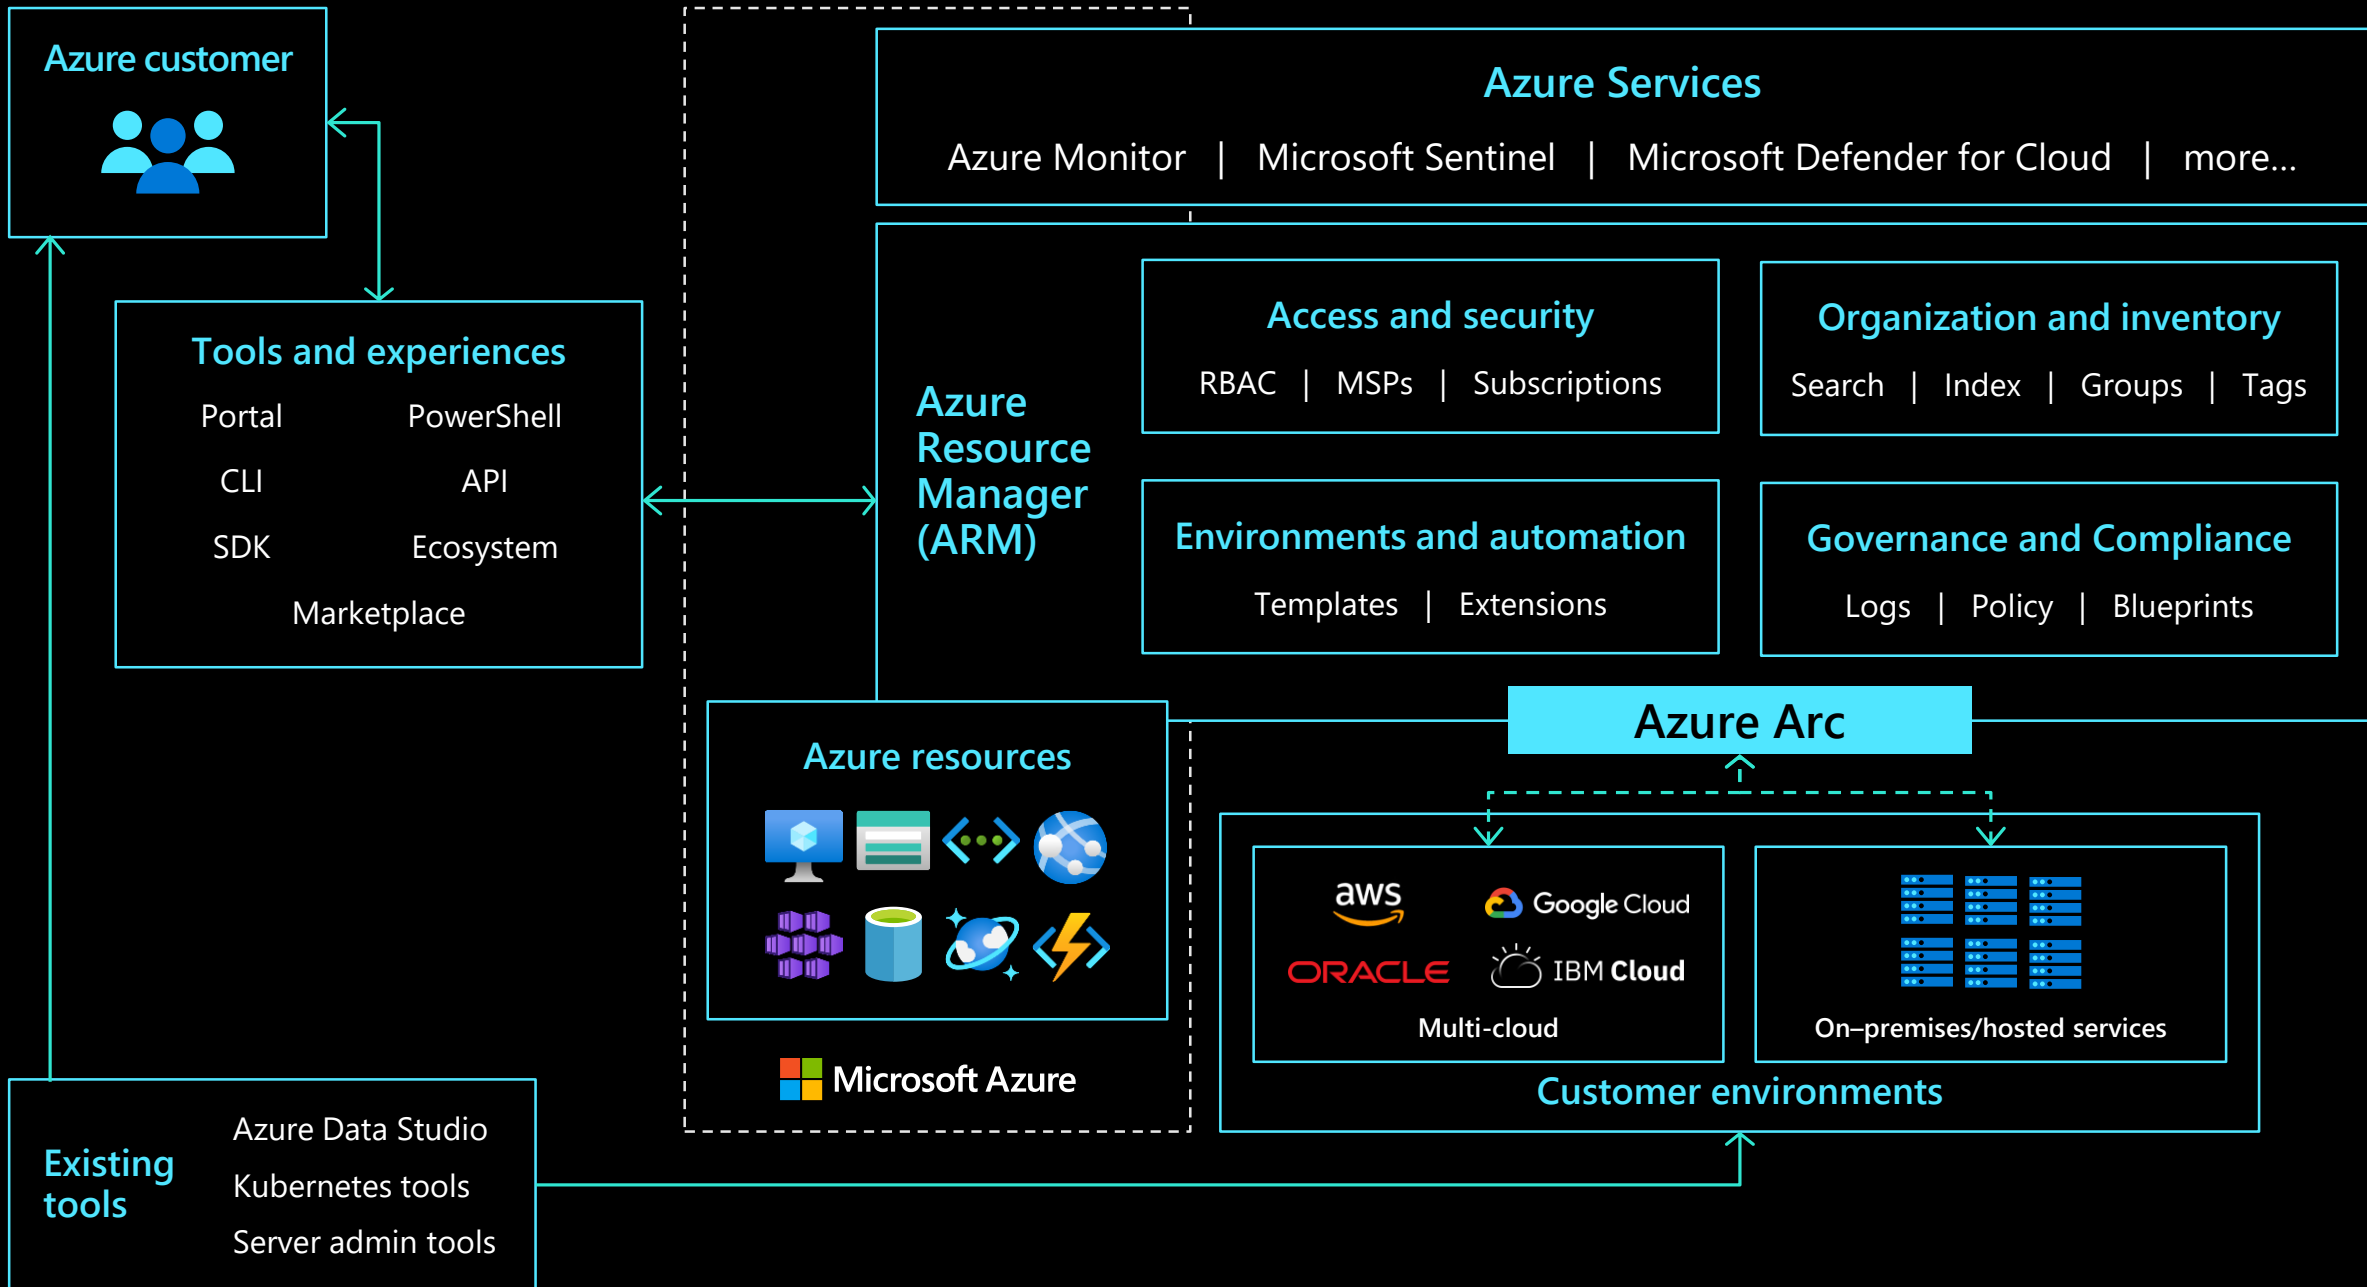 Azure customer
Tools and experiences
Portal
PowerShell
CLI
API
SDK
Ecosystem
Marketplace
Existing
tools
Azure Data Studio
Kubernetes tools
Server admin tools
Azure Services
Azure Monitor | Microsoft Sentinel | Microsoft Defender for Cloud | more...
Azure
Resource
Manager
(ARM)
Access and security
RBAC | MSPs | Subscriptions
Organization and inventory
Search | Index | Groups | Tags
Environments and automation
Templates | Extensions
Governance and Compliance
Logs | Policy | Blueprints
Azure resources
Microsoft Azure
Azure Arc
aws
Google Cloud
ORACLE
IBM Cloud
Multi-cloud
On–premises/hosted services
Customer environments